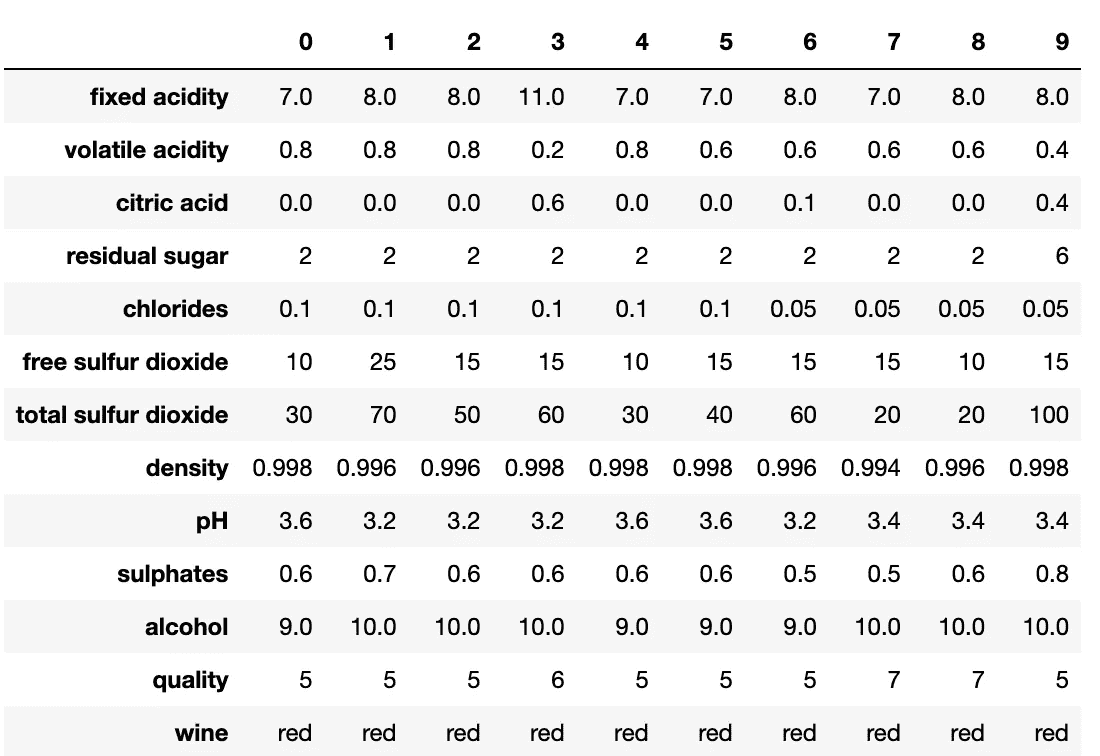 0 1 2 3 4 5 6 7 8 9
fixed acidity 7.0 8.0 8.0 11.0 7.0 7.0 8.0 7.0 8.0 8.0
volatile acidity 0.8 0.8 0.8 0.2 0.8 0.6 0.6 0.6 0.6 0.4
citric acid 0.0 0.0 0.0 0.6 0.0 0.0 0.1 0.0 0.0 0.4
residual sugar 2 2 2 2 2 2 2 2 2 6
chlorides 0.1 0.1 0.1 0.1 0.1 0.1 0.05 0.05 0.05 0.05
free sulfur dioxide 10 25 15 15 10 15 15 15 10 15
total sulfur dioxide 30 70 50 60 30 40 60 20 20 100
density 0.998 0.996 0.996 0.998 0.998 0.998 0.996 0.994 0.996 0.998
pH 3.6 3.2 3.2 3.2 3.6 3.6 3.2 3.4 3.4 3.4
sulphates 0.6 0.7 0.6 0.6 0.6 0.6 0.5 0.5 0.6 0.8
alcohol 9.0 10.0 10.0 10.0 9.0 9.0 9.0 10.0 10.0 10.0
quality 5 5 5 6 5 5 5 7 7 5
wine red red red red red red red red red red